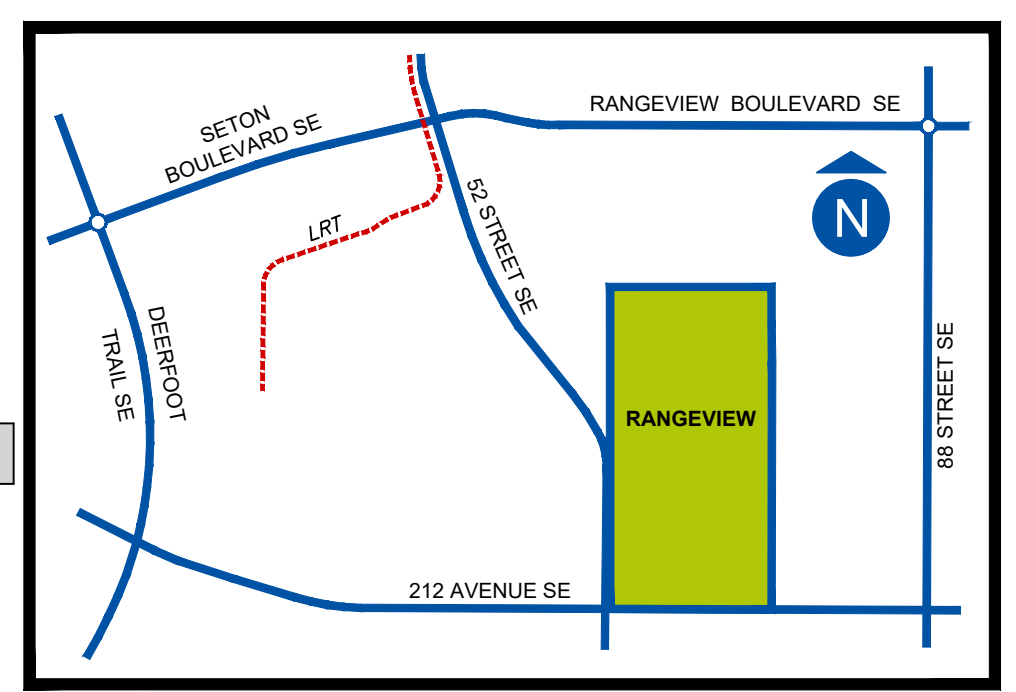 RANGEVIEW BOULEVARD SE
SETON
BOULEVARD SE
52 STREET SE
LRT
N
DEERFOOT
TRAIL SE
88 STREET SE
RANGEVIEW
212 AVENUE SE